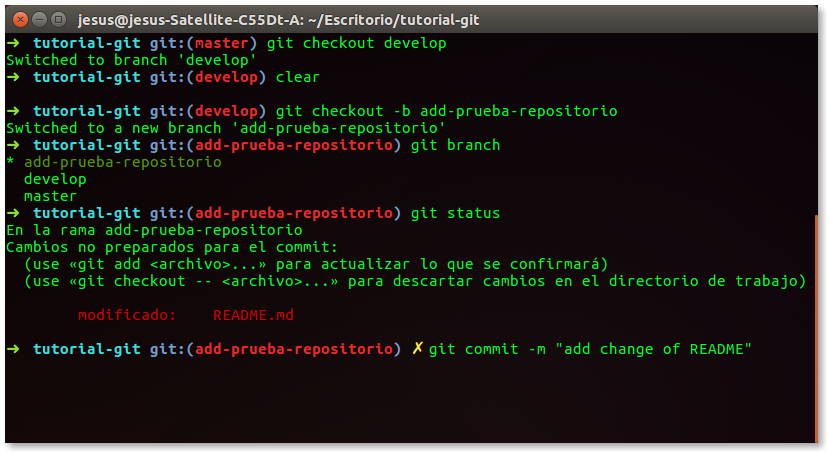 jesus@jesus-Satellite-C55Dt-A: ~/Escritorio/tutorial-git
➜ tutorial-git git:(master) git checkout develop
Switched to branch 'develop'
➜ tutorial-git git:(develop) clear
➜ tutorial-git git:(develop) git checkout -b add-prueba-repositorio
Switched to a new branch 'add-prueba-repositorio'
➜ tutorial-git git:(add-prueba-repositorio) git branch
* add-prueba-repositorio
develop
master
➜ tutorial-git git:(add-prueba-repositorio) git status
En la rama add-prueba-repositorio
Cambios no preparados para el commit:
(use «git add <archivo>...» para actualizar lo que se confirmará)
(use «git checkout -- <archivo>...» para descartar cambios en el directorio de trabajo)
modificado: README.md
➜ tutorial-git git:(add-prueba-repositorio) ✗ git commit -m "add change of README"